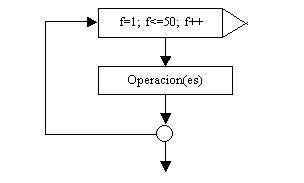 f=1; f<=50; f++
Operacion(es)